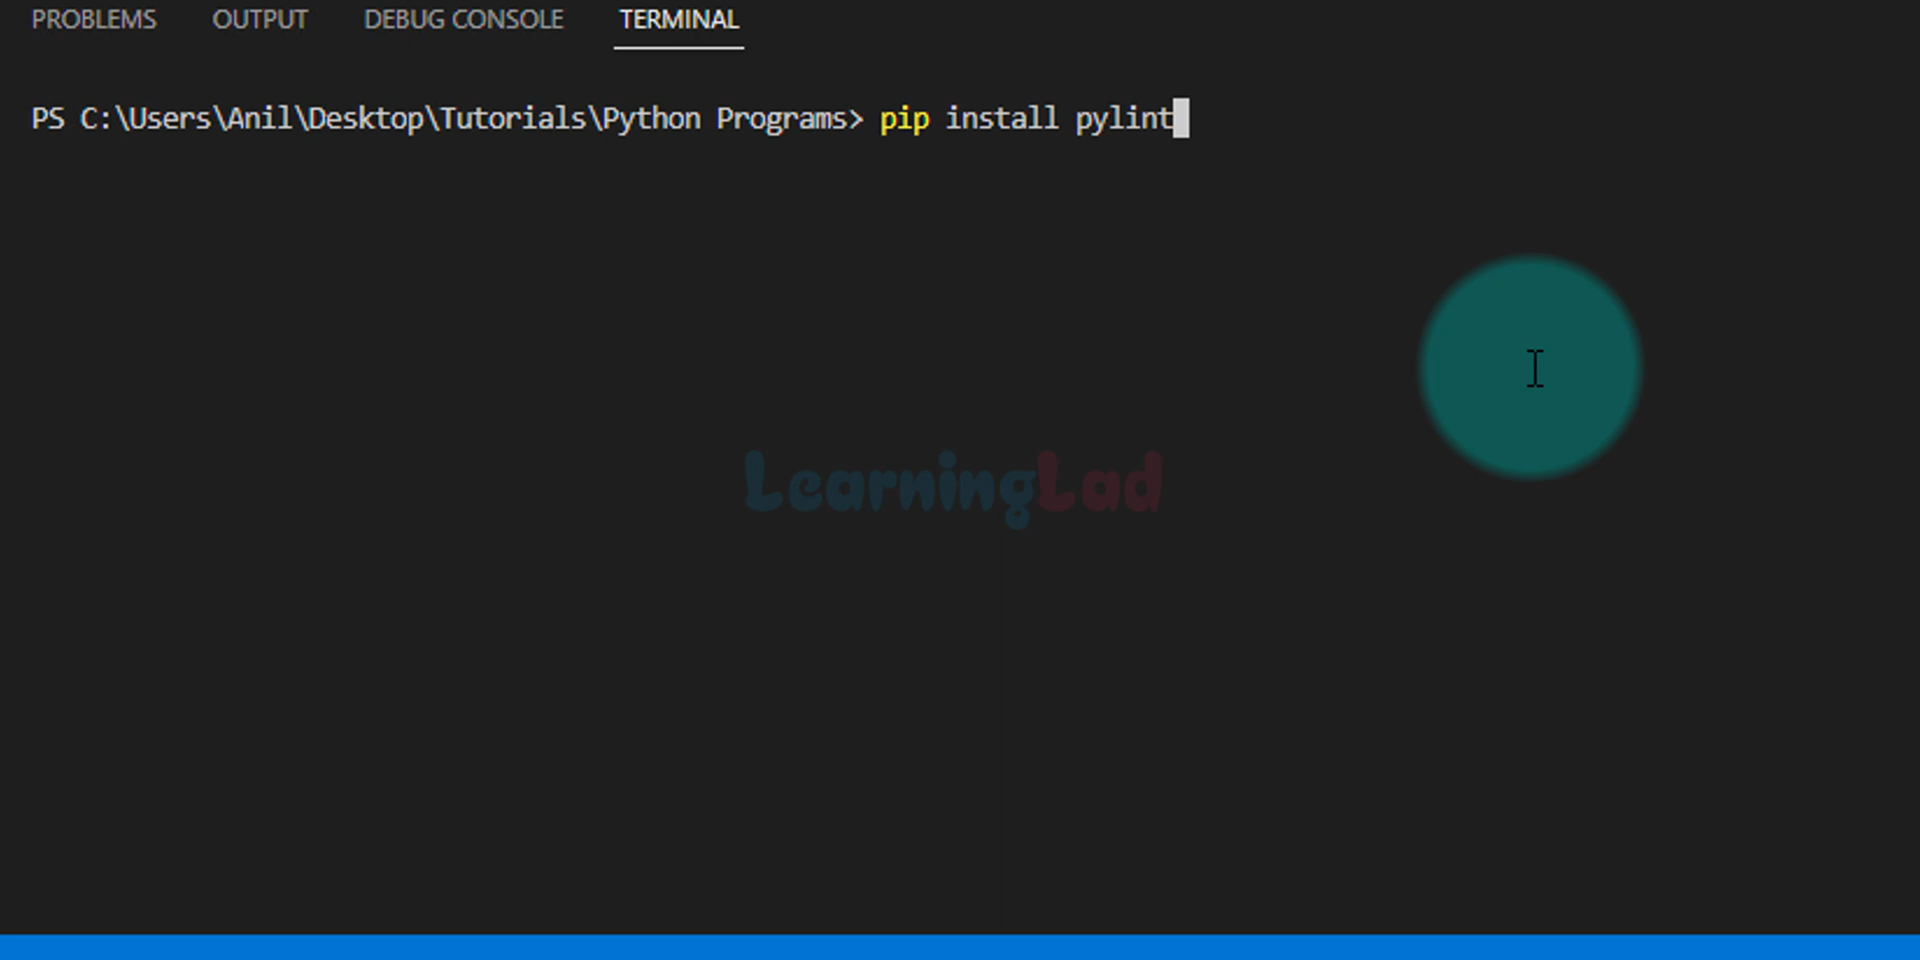 PROBLEMS OUTPUT DEBUG CONSOLE TERMINAL
PS C:\Users\Anil\Desktop\Tutorials\Python Programs> pip install pylint
LearningLad